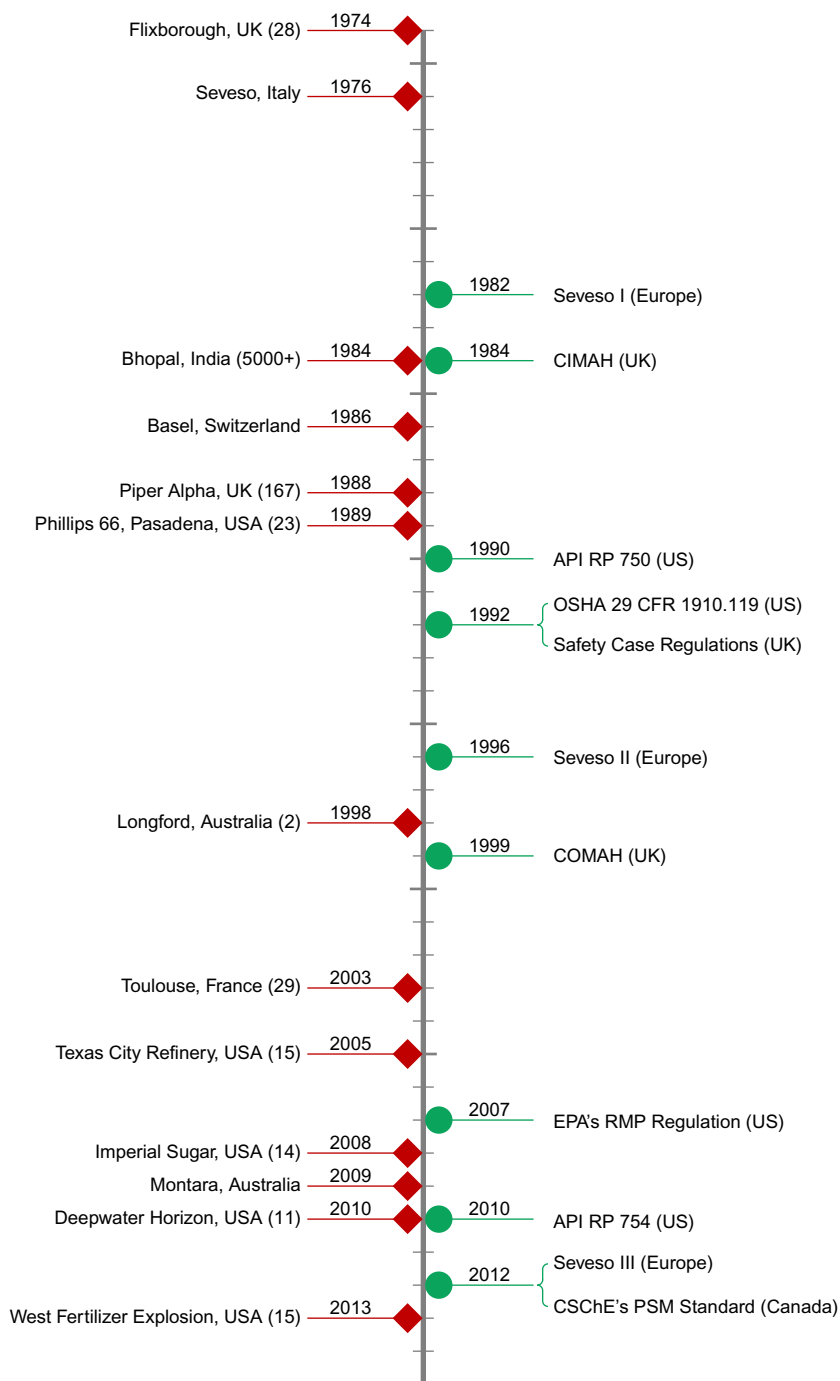 Flixborough, UK (28) 1974
Seveso, Italy 1976
1982 Seveso I (Europe)
Bhopal, India (5000+) 1984 1984 CIMAH (UK)
Basel, Switzerland 1986
Piper Alpha, UK (167) 1988
Phillips 66, Pasadena, USA (23) 1989
1990 API RP 750 (US)
OSHA 29 CFR 1910.119 (US)
1992
Safety Case Regulations (UK)
1996 Seveso II (Europe)
Longford, Australia (2) 1998
1999 COMAH (UK)
Toulouse, France (29) 2003
Texas City Refinery, USA (15) 2005
2007 EPA's RMP Regulation (US)
Imperial Sugar, USA (14) 2008
Montara, Australia 2009
Deepwater Horizon, USA (11) 2010 2010 API RP 754 (US)
Seveso III (Europe)
2012
CSChE's PSM Standard (Canada)
West Fertilizer Explosion, USA (15) 2013